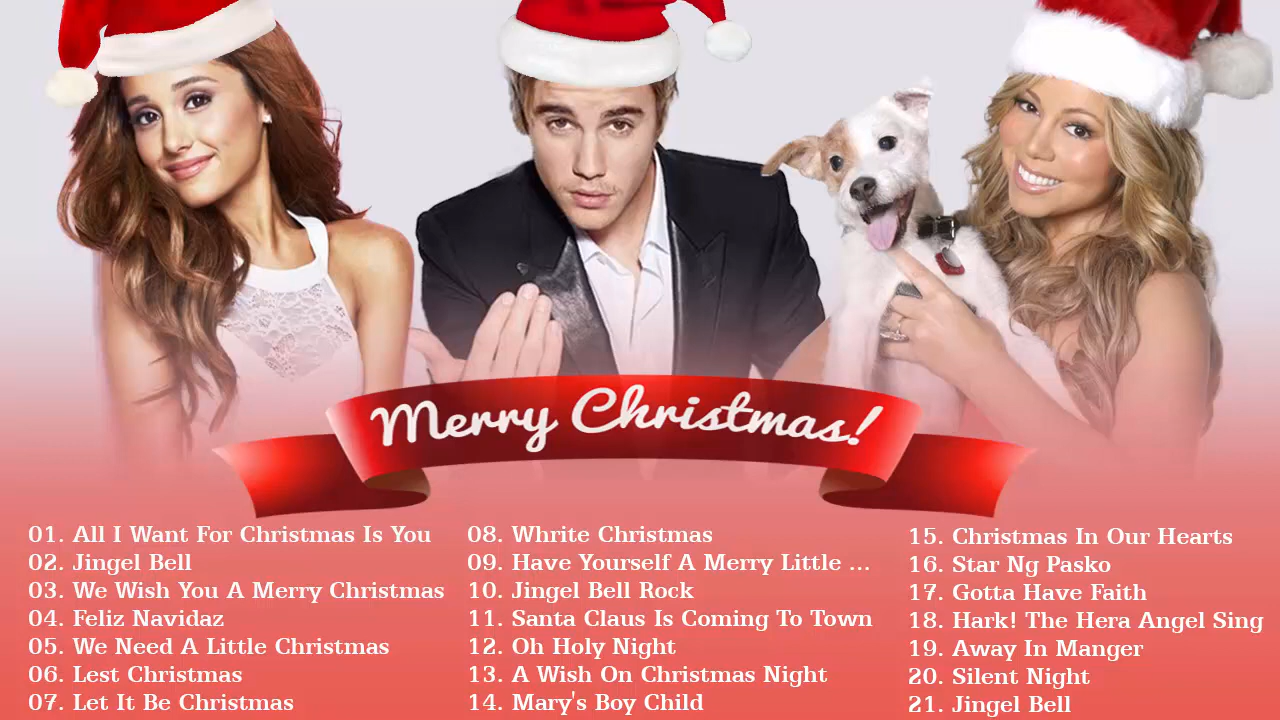 Merry Christmas!
01. All I Want For Christmas Is You
02. Jingel Bell
03. We Wish You A Merry Christmas
04. Feliz Navidaz
05. We Need A Little Christmas
06. Lest Christmas
07. Let It Be Christmas
08. Whrite Christmas
09. Have Yourself A Merry Little ...
10. Jingel Bell Rock
11. Santa Claus Is Coming To Town
12. Oh Holy Night
13. A Wish On Christmas Night
14. Mary's Boy Child
15. Christmas In Our Hearts
16. Star Ng Pasko
17. Gotta Have Faith
18. Hark! The Hera Angel Sing
19. Away In Manger
20. Silent Night
21. Jingel Bell